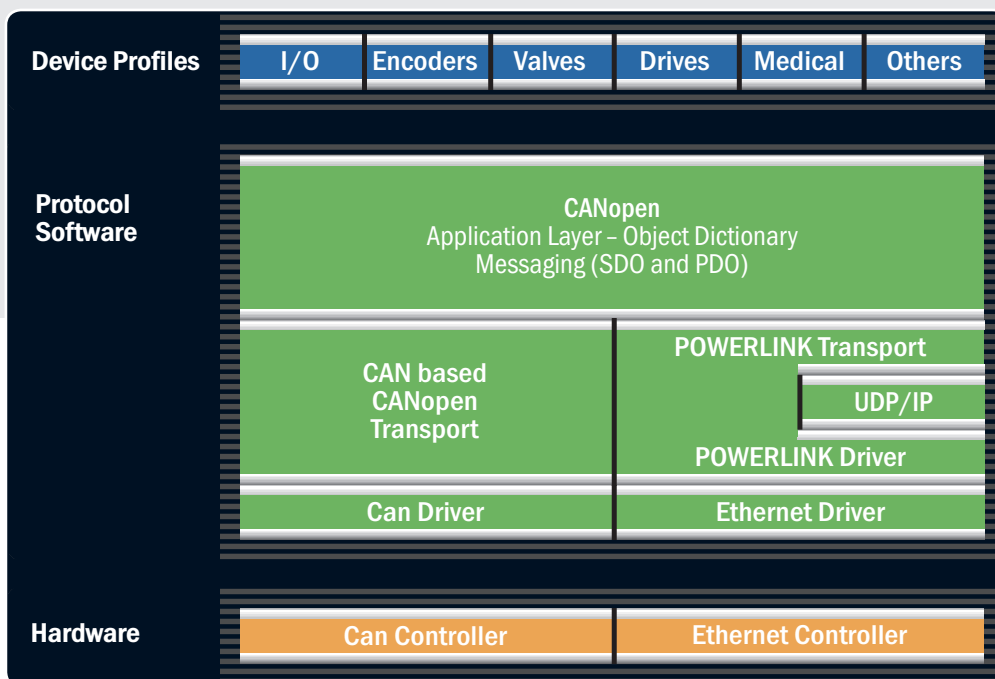 Device Profiles
I/O
Encoders
Valves
Drives
Medical
Others
Protocol
Software
CANopen
Application Layer – Object Dictionary
Messaging (SDO and PDO)
CAN based
CANopen
Transport
POWERLINK Transport
UDP/IP
POWERLINK Driver
Can Driver
Ethernet Driver
Hardware
Can Controller
Ethernet Controller